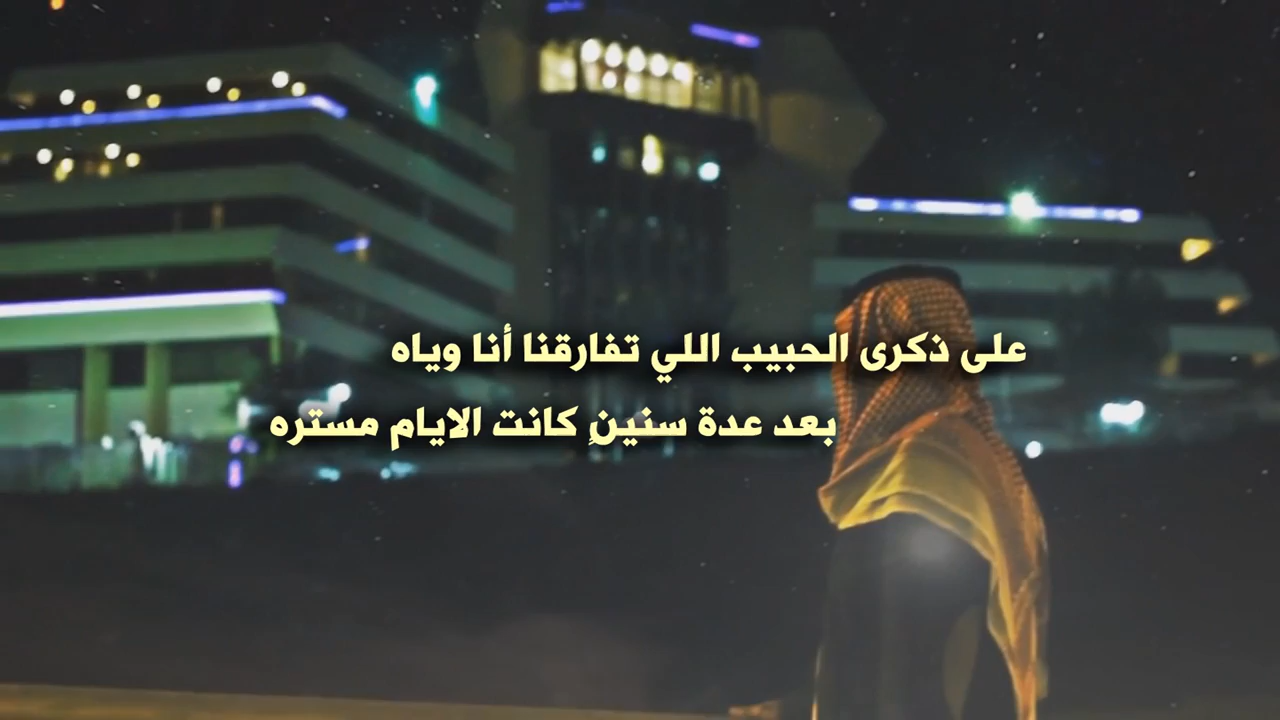 على ذكرى الحبيب اللي تفارقنا أنا وياه
بعد عدة سنينٍ كانت الايامِ مستره